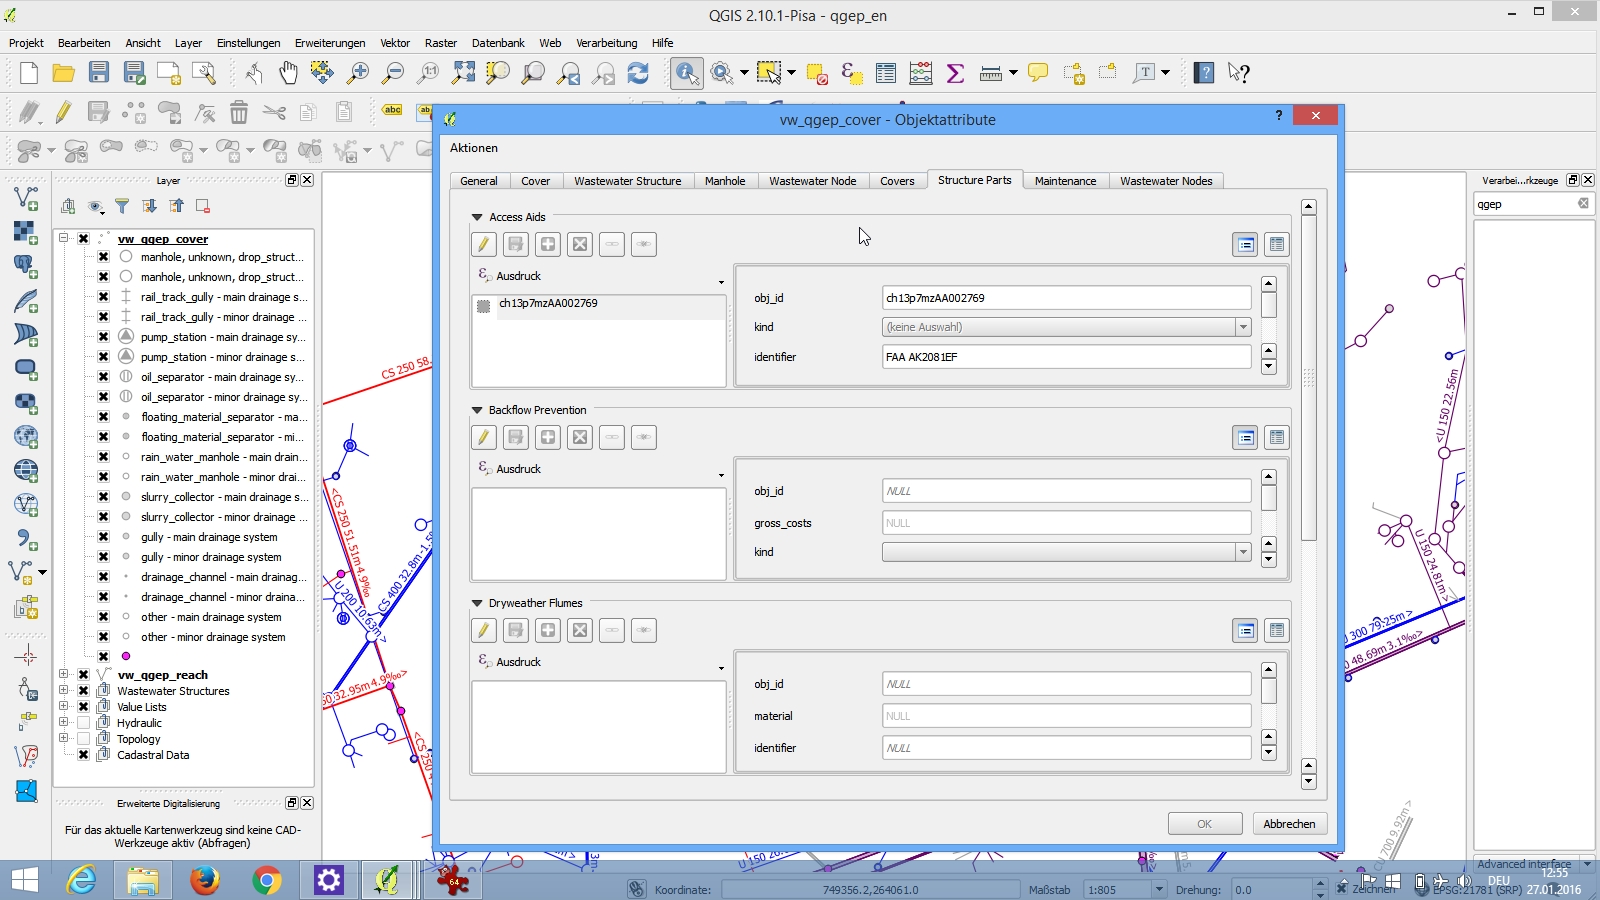 QGIS 2.10.1-Pisa - qgep_en
Projekt Bearbeiten Ansicht Layer Einstellungen Erweiterungen Vektor Raster Datenbank Web Verarbeitung Hilfe
abc
vw_qgep_cover - Objektattribute
Aktionen
General Cover Wastewater Structure Manhole Wastewater Node Covers Structure Parts Maintenance Wastewater Nodes
Layer
vw_qgep_cover
manhole, unknown, drop_struct...
manhole, unknown, drop_struct...
rail_track_gully - main drainage s...
rail_track_gully - minor drainage ...
pump_station - main drainage sy...
pump_station - minor drainage s...
oil_separator - main drainage sy...
oil_separator - minor drainage sy...
floating_material_separator - ma...
floating_material_separator - mi...
rain_water_manhole - main drain...
rain_water_manhole - minor drai...
slurry_collector - main drainage s...
slurry_collector - minor drainage ...
gully - main drainage system
gully - minor drainage system
drainage_channel - main drainag...
drainage_channel - minor draina...
other - main drainage system
other - minor drainage system
vw_qgep_reach
Wastewater Structures
Value Lists
Hydraulic
Topology
Cadastral Data
Erweiterte Digitalisierung
Für das aktuelle Kartenwerkzeug sind keine CAD-
Werkzeuge aktiv (Abfragen)
CS 250 58.
<CS 250 51.51m 4.9‰
U 200 10.63m>
CS 400 32.8m-1.5
50 32.95m 4.9‰>
<CS 250
Access Aids
Ausdruck
ch13p7mzAA002769
obj_id ch13p7mzAA002769
kind (keine Auswahl)
identifier FAA AK2081EF
Backflow Prevention
Ausdruck
obj_id NULL
gross_costs NULL
kind
Dryweather Flumes
Ausdruck
obj_id NULL
material NULL
identifier NULL
OK Abbrechen
Verarbei...rkzeuge
qgep
<U 150 22.56m
U 150 24.81m>
U 300 79.25m>
0 48.69m 3.1‰>
CU 700 9.92m>
Advanced interface
64
Koordinate: 749356.2,264061.0 Maßstab 1:805 Drehung: 0.0 Zeichnen EPSG:21781 (SRP)
DEU
12:55
27.01.2016